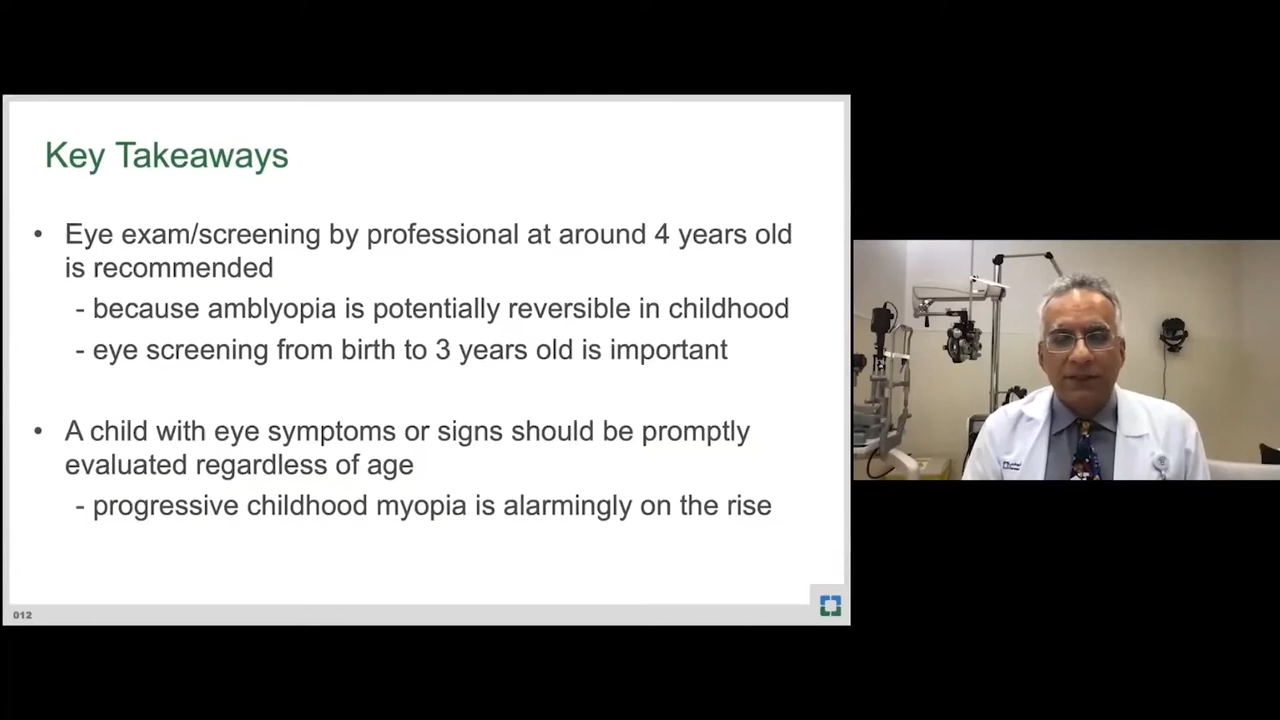 Key Takeaways
• Eye exam/screening by professional at around 4 years old
is recommended
- because amblyopia is potentially reversible in childhood
- eye screening from birth to 3 years old is important
• A child with eye symptoms or signs should be promptly
evaluated regardless of age
- progressive childhood myopia is alarmingly on the rise
012